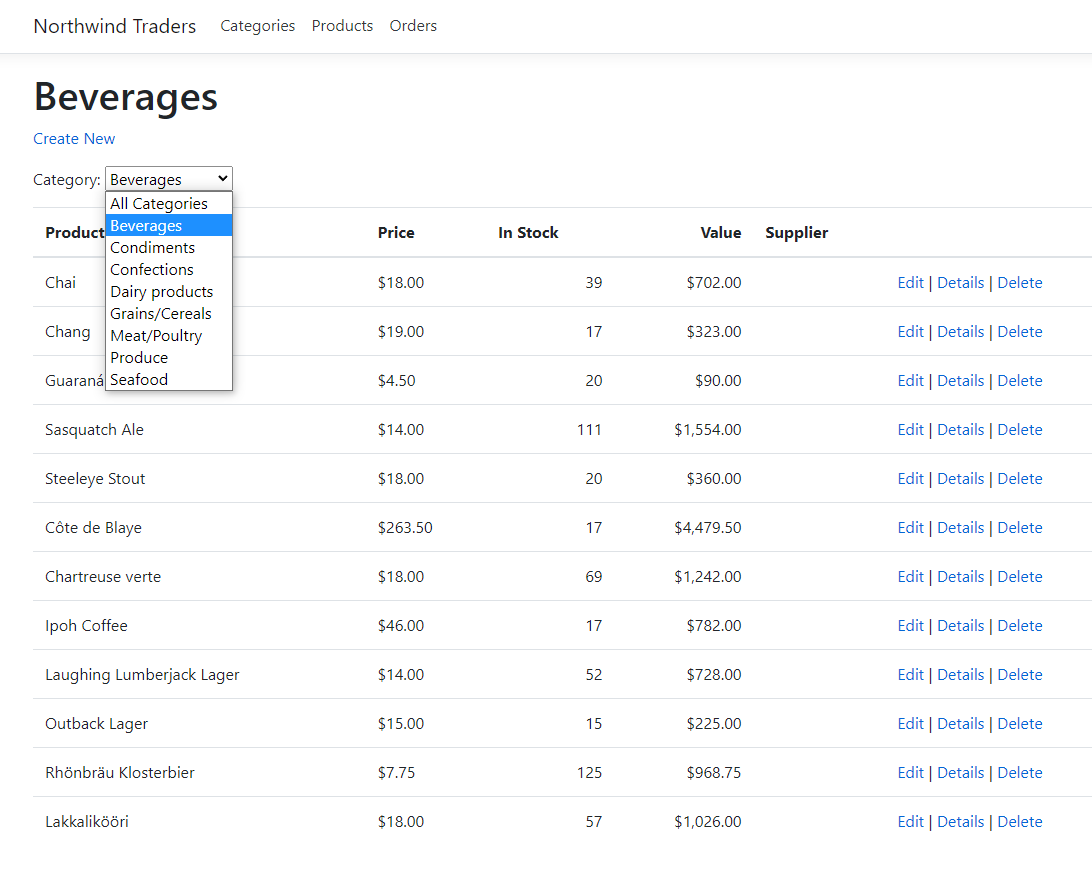 Northwind Traders Categories Products Orders
Beverages
Create New
Category: Beverages
All Categories
Beverages
Condiments
Confections
Dairy products
Grains/Cereals
Meat/Poultry
Produce
Seafood
Product Price In Stock Value Supplier
Chai $18.00 39 $702.00 Edit | Details | Delete
Chang $19.00 17 $323.00 Edit | Details | Delete
Guaraná $4.50 20 $90.00 Edit | Details | Delete
Sasquatch Ale $14.00 111 $1,554.00 Edit | Details | Delete
Steeleye Stout $18.00 20 $360.00 Edit | Details | Delete
Côte de Blaye $263.50 17 $4,479.50 Edit | Details | Delete
Chartreuse verte $18.00 69 $1,242.00 Edit | Details | Delete
Ipoh Coffee $46.00 17 $782.00 Edit | Details | Delete
Laughing Lumberjack Lager $14.00 52 $728.00 Edit | Details | Delete
Outback Lager $15.00 15 $225.00 Edit | Details | Delete
Rhönbräu Klosterbier $7.75 125 $968.75 Edit | Details | Delete
Lakkalikööri $18.00 57 $1,026.00 Edit | Details | Delete